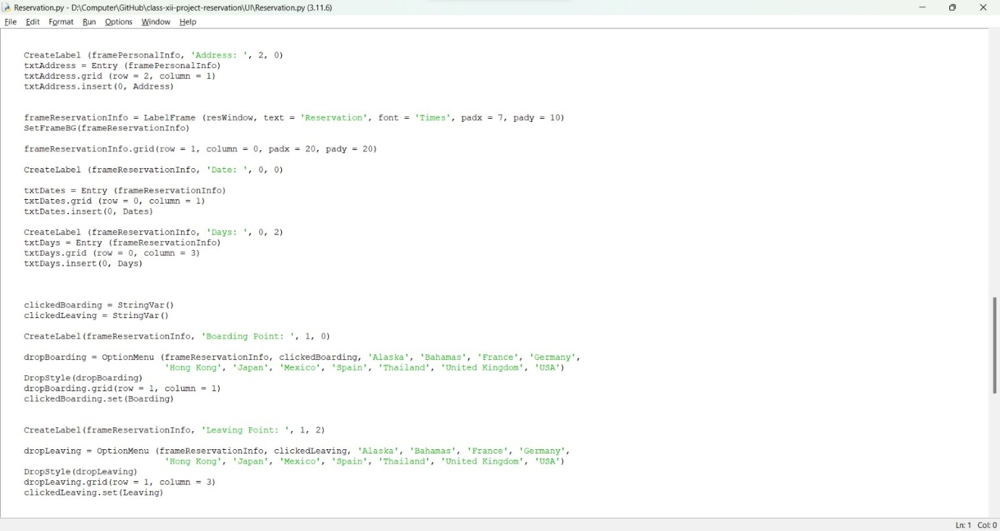 Reservation.py - D:\Computer\GitHub\class-xii-project-reservation\UI\Reservation.py (3.11.6)
File Edit Format Run Options Window Help
CreateLabel (framePersonalInfo, 'Address: ', 2, 0)
txtAddress = Entry (framePersonalInfo)
txtAddress.grid (row = 2, column = 1)
txtAddress.insert(0, Address)
frameReservationInfo = LabelFrame (resWindow, text = 'Reservation', font = 'Times', padx = 7, pady = 10)
SetFrameBG(frameReservationInfo)
frameReservationInfo.grid(row = 1, column = 0, padx = 20, pady = 20)
CreateLabel (frameReservationInfo, 'Date: ', 0, 0)
txtDates = Entry (frameReservationInfo)
txtDates.grid (row = 0, column = 1)
txtDates.insert(0, Dates)
CreateLabel (frameReservationInfo, 'Days: ', 0, 2)
txtDays = Entry (frameReservationInfo)
txtDays.grid (row = 0, column = 3)
txtDays.insert(0, Days)
clickedBoarding = StringVar()
clickedLeaving = StringVar()
CreateLabel(frameReservationInfo, 'Boarding Point: ', 1, 0)
dropBoarding = OptionMenu (frameReservationInfo, clickedBoarding, 'Alaska', 'Bahamas', 'France', 'Germany',
'Hong Kong', 'Japan', 'Mexico', 'Spain', 'Thailand', 'United Kingdom', 'USA')
DropStyle(dropBoarding)
dropBoarding.grid(row = 1, column = 1)
clickedBoarding.set(Boarding)
CreateLabel(frameReservationInfo, 'Leaving Point: ', 1, 2)
dropLeaving = OptionMenu (frameReservationInfo, clickedLeaving, 'Alaska', 'Bahamas', 'France', 'Germany',
'Hong Kong', 'Japan', 'Mexico', 'Spain', 'Thailand', 'United Kingdom', 'USA')
DropStyle(dropLeaving)
dropLeaving.grid(row = 1, column = 3)
clickedLeaving.set(Leaving)
Ln: 1 Col: 0